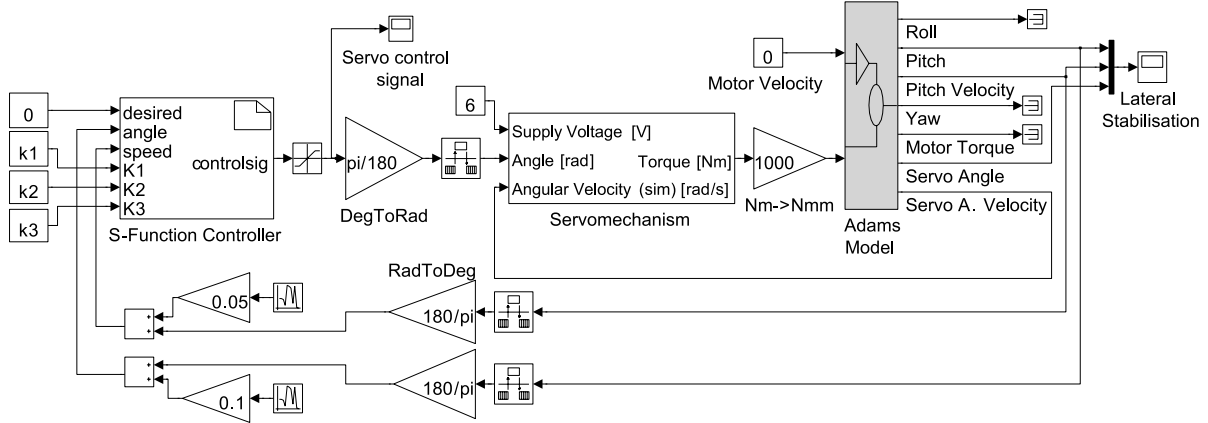 0
k1
k2
k3
desired
angle
speed
K1
K2
K3
controlsig
S-Function Controller
Servo control
signal
pi/180
DegToRad
6
Supply Voltage [V]
Angle [rad]
Angular Velocity (sim) [rad/s]
Torque [Nm]
Servomechanism
1000
Nm->Nmm
0
Motor Velocity
Adams
Model
Roll
Pitch
Pitch Velocity
Yaw
Motor Torque
Servo Angle
Servo A. Velocity
Lateral
Stabilisation
RadToDeg
0.05
180/pi
+
+
180/pi
0.1
+
+